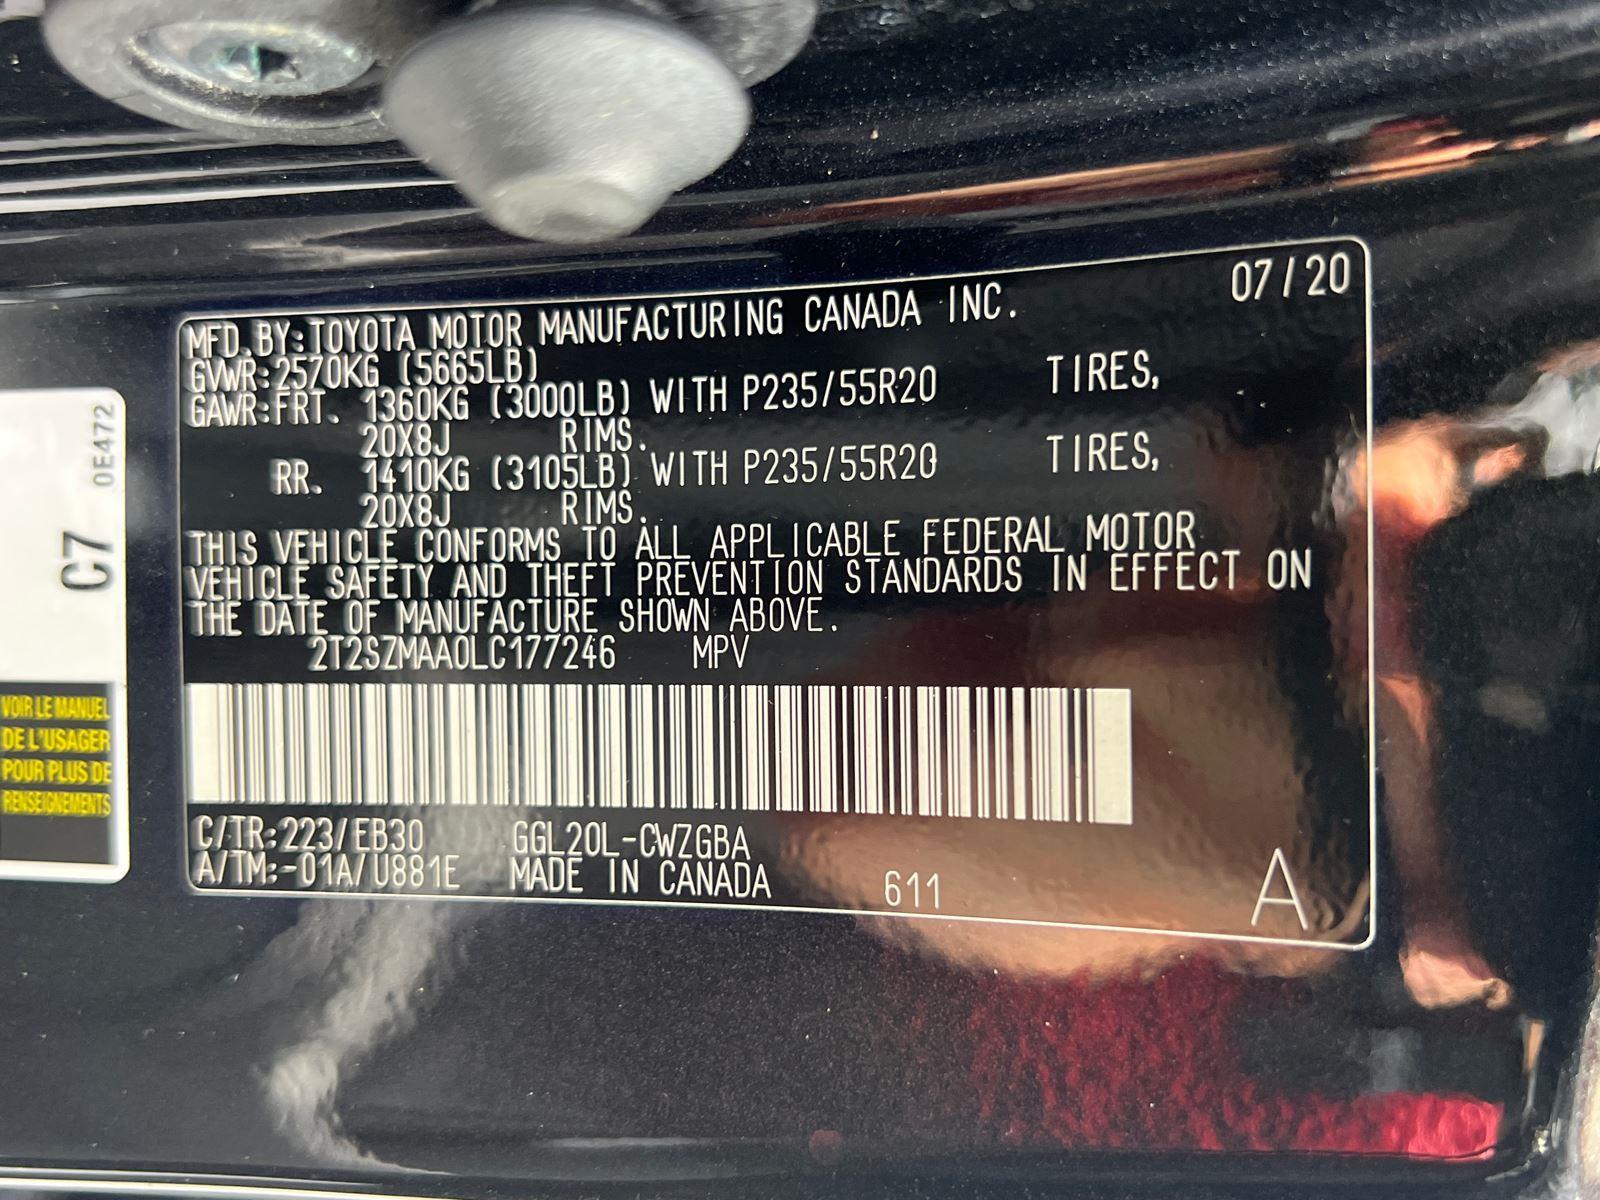 07/20
MFD.BY:TOYOTA MOTOR MANUFACTURING CANADA INC.
GVWR:2570KG (5665LB)
GAWR:FRT. 1360KG (3000LB) WITH P235/55R20 TIRES,
20X8J RIMS.
RR. 1410KG (3105LB) WITH P235/55R20 TIRES,
20X8J RIMS.
THIS VEHICLE CONFORMS TO ALL APPLICABLE FEDERAL MOTOR
VEHICLE SAFETY AND THEFT PREVENTION STANDARDS IN EFFECT ON
THE DATE OF MANUFACTURE SHOWN ABOVE.
2T2SZMAA0LC177246 MPV
C/TR:223/EB30 GGL20L-CWZGBA
A/TM:-01A/U881E MADE IN CANADA 611 A
C7 0E472
VOIR LE MANUEL
DE L'USAGER
POUR PLUS DE
RENSEIGNEMENTS